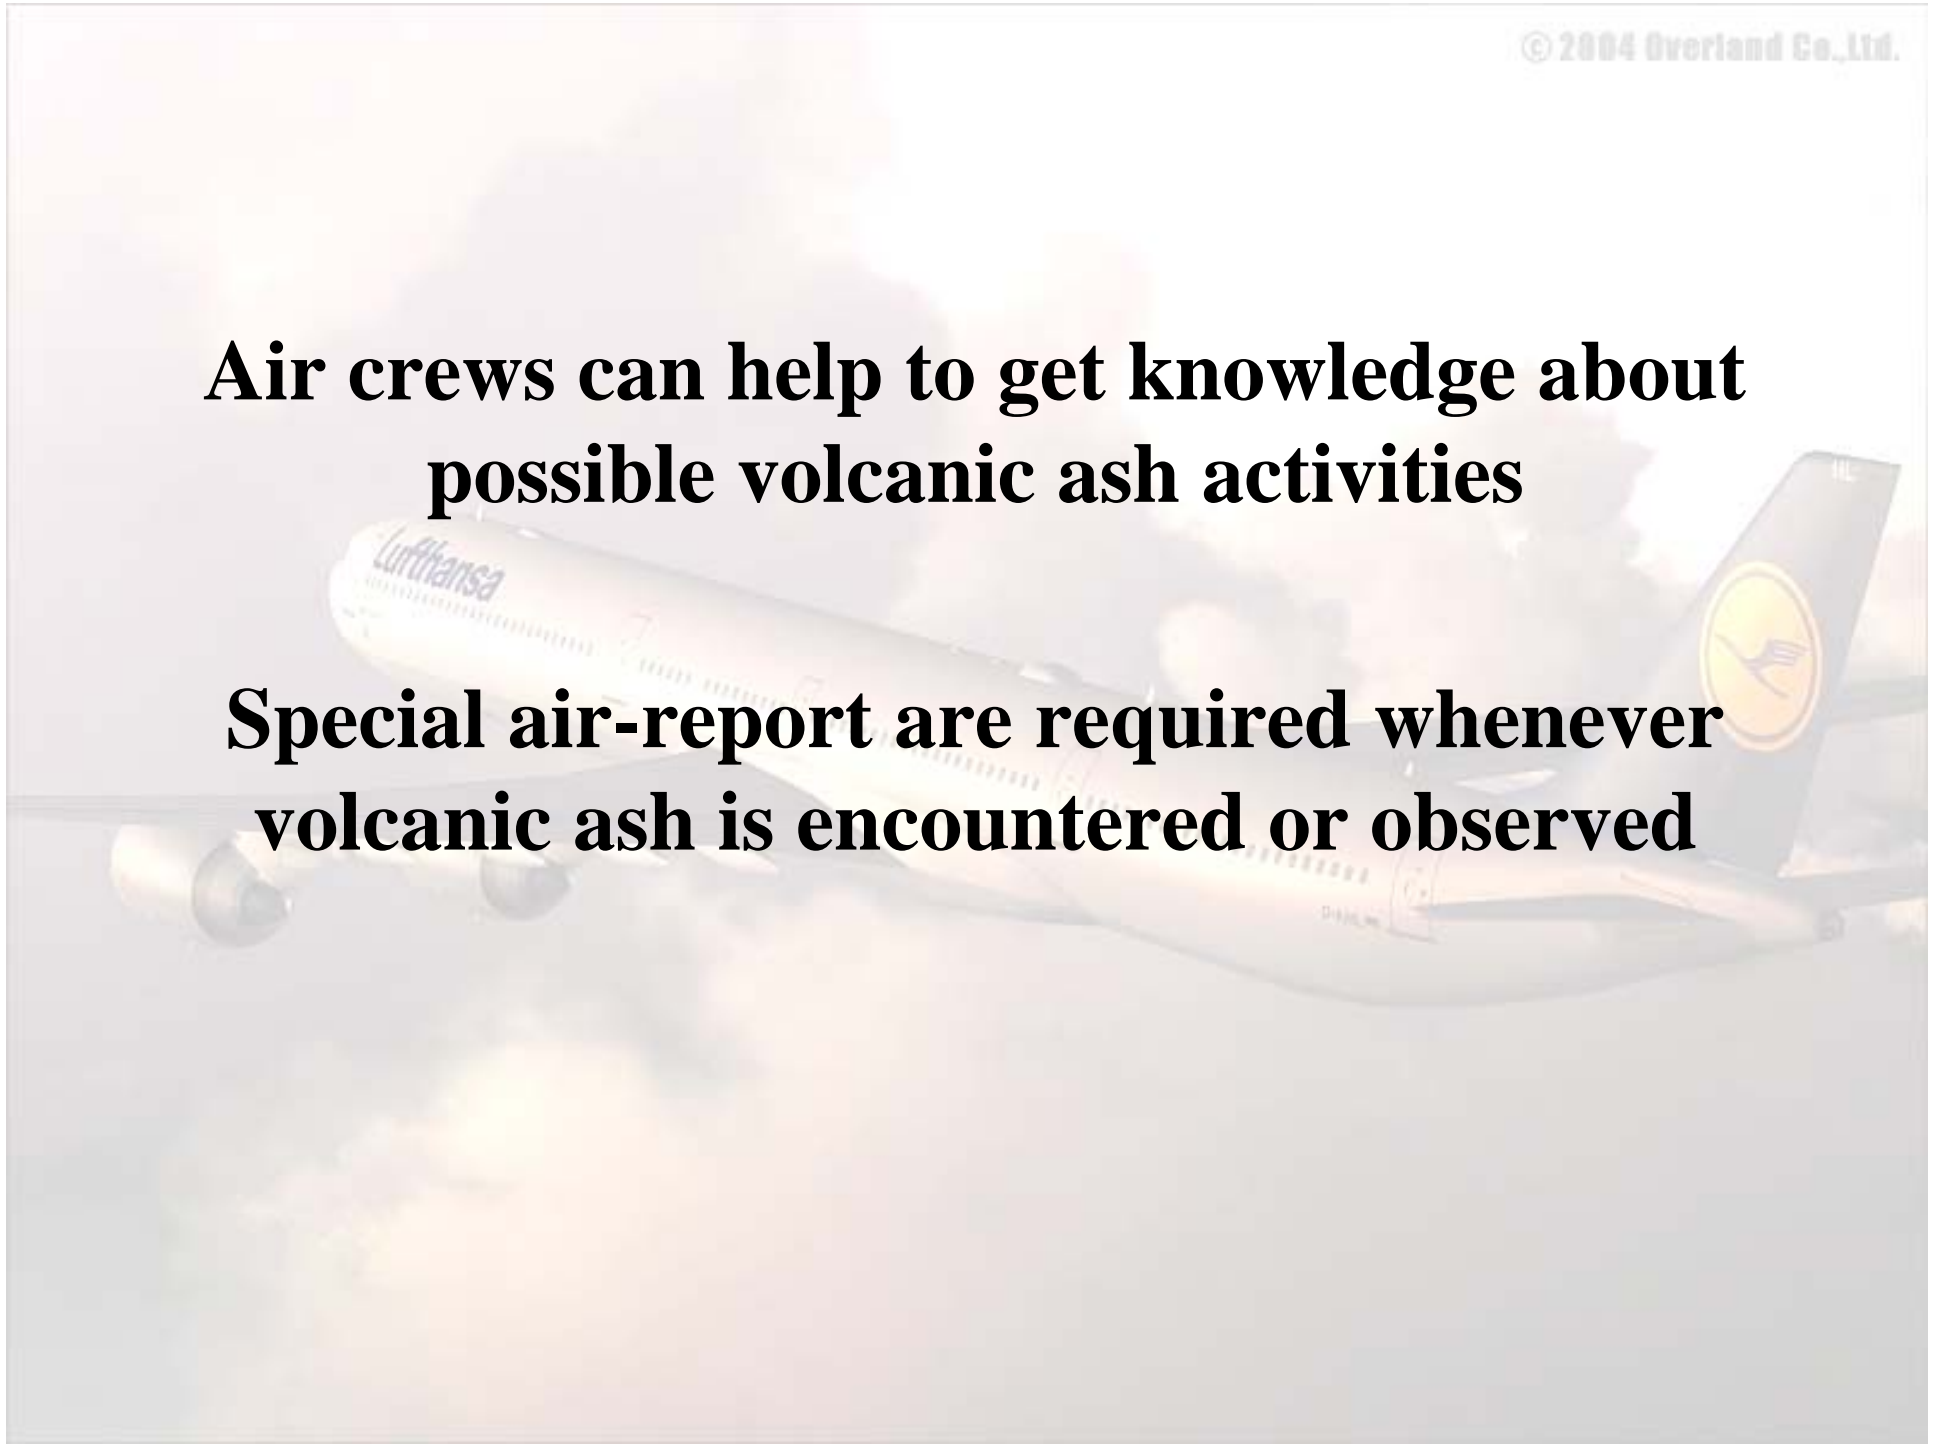 © 2004 Overland Co.,Ltd.
Air crews can help to get knowledge about
possible volcanic ash activities
Lufthansa
Special air-report are required whenever
volcanic ash is encountered or observed